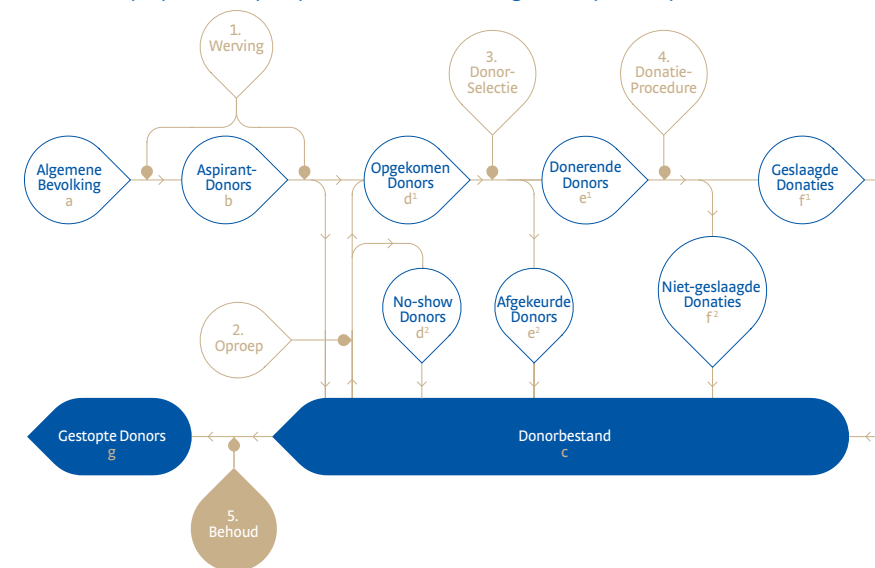 1.
Werving
3.
Donor-
Selectie
4.
Donatie-
Procedure
Algemene
Bevolking
a
Aspirant-
Donors
b
Opgekomen
Donors
d¹
Donerende
Donors
e¹
Geslaagde
Donaties
f¹
No-show
Donors
d²
Afgekeurde
Donors
e²
Niet-geslaagde
Donaties
f²
2.
Oproep
Gestopte Donors
g
Donorbestand
c
5.
Behoud